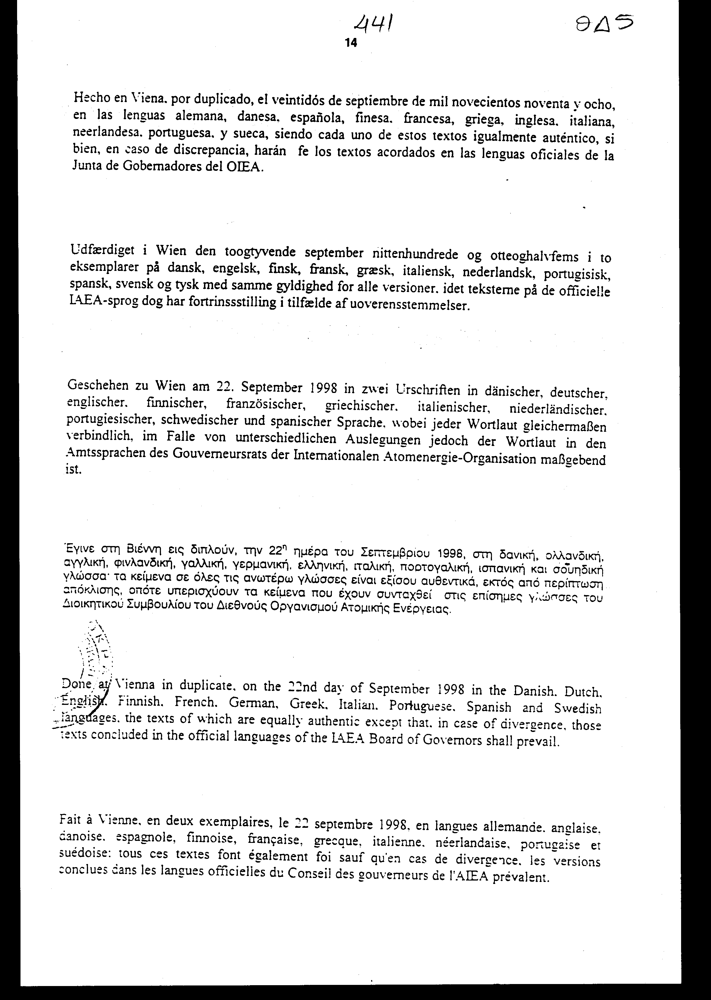 441
ΘΔ5
14
Hecho en Viena, por duplicado, el veintidós de septiembre de mil novecientos noventa y ocho,
en las lenguas alemana, danesa, española, finesa, francesa, griega, inglesa, italiana,
neerlandesa, portuguesa, y sueca, siendo cada uno de estos textos igualmente auténtico, si
bien, en caso de discrepancia, harán fe los textos acordados en las lenguas oficiales de la
Junta de Gobernadores del OIEA.
Udfærdiget i Wien den toogtyvende september nittenhundrede og otteoghalvfems i to
eksemplarer på dansk, engelsk, finsk, fransk, græsk, italiensk, nederlandsk, portugisisk,
spansk, svensk og tysk med samme gyldighed for alle versioner, idet teksterne på de officielle
IAEA-sprog dog har fortrinssstilling i tilfælde af uoverensstemmelser.
Geschehen zu Wien am 22. September 1998 in zwei Urschriften in dänischer, deutscher,
englischer, finnischer, französischer, griechischer, italienischer, niederländischer,
portugiesischer, schwedischer und spanischer Sprache, wobei jeder Wortlaut gleichermaßen
verbindlich, im Falle von unterschiedlichen Auslegungen jedoch der Wortlaut in den
Amtssprachen des Gouverneursrats der Internationalen Atomenergie-Organisation maßgebend
ist.
Έγινε στη Βιέννη εις διπλούν, την 22η ημέρα του Σεπτεμβρίου 1998, στη δανική, ολλανδική,
αγγλική, φινλανδική, γαλλική, γερμανική, ελληνική, ιταλική, πορτογαλική, ισπανική και σουηδική
γλώσσα· τα κείμενα σε όλες τις ανωτέρω γλώσσες είναι εξίσου αυθεντικά, εκτός από περίπτωση
απόκλισης, οπότε υπερισχύουν τα κείμενα που έχουν συνταχθεί στις επίσημες γλώσσες του
Διοικητικού Συμβουλίου του Διεθνούς Οργανισμού Ατομικής Ενέργειας.
Done at Vienna in duplicate, on the 22nd day of September 1998 in the Danish, Dutch,
English, Finnish, French, German, Greek, Italian, Portuguese, Spanish and Swedish
languages, the texts of which are equally authentic except that, in case of divergence, those
texts concluded in the official languages of the IAEA Board of Governors shall prevail.
Fait à Vienne, en deux exemplaires, le 22 septembre 1998, en langues allemande, anglaise,
danoise, espagnole, finnoise, française, grecque, italienne, néerlandaise, portugaise et
suédoise: tous ces textes font également foi sauf qu'en cas de divergence, les versions
conclues dans les langues officielles du Conseil des gouverneurs de l'AIEA prévalent.